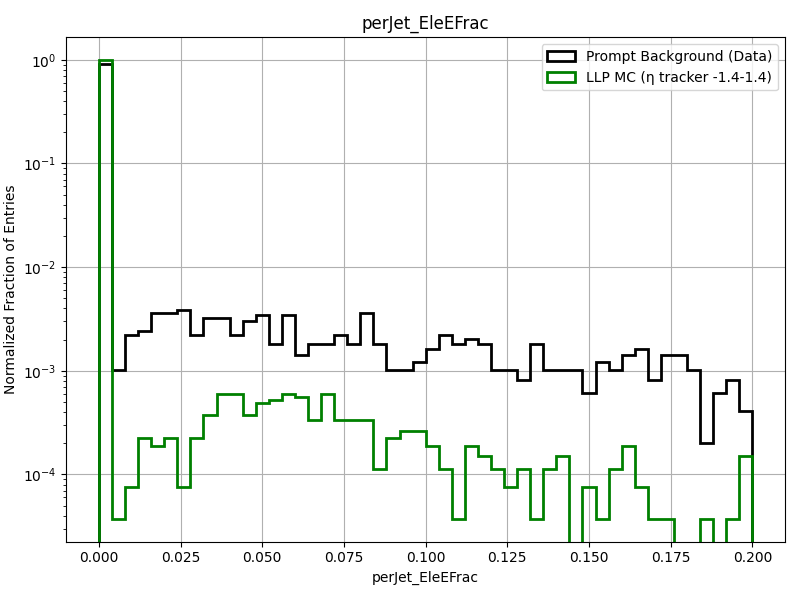 perJet_EleEFrac
Prompt Background (Data)
LLP MC (η tracker -1.4-1.4)
Normalized Fraction of Entries
10⁰
10⁻¹
10⁻²
10⁻³
10⁻⁴
0.000 0.025 0.050 0.075 0.100 0.125 0.150 0.175 0.200
perJet_EleEFrac